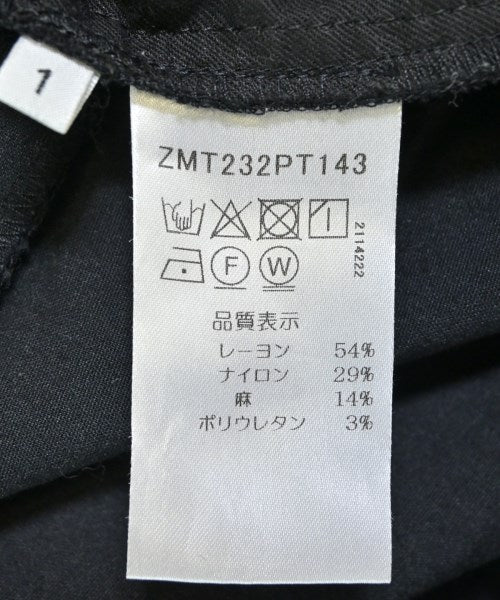 1
ZMT232PT143
2114222
F W
品質表示
レーヨン 54%
ナイロン 29%
麻 14%
ポリウレタン 3%